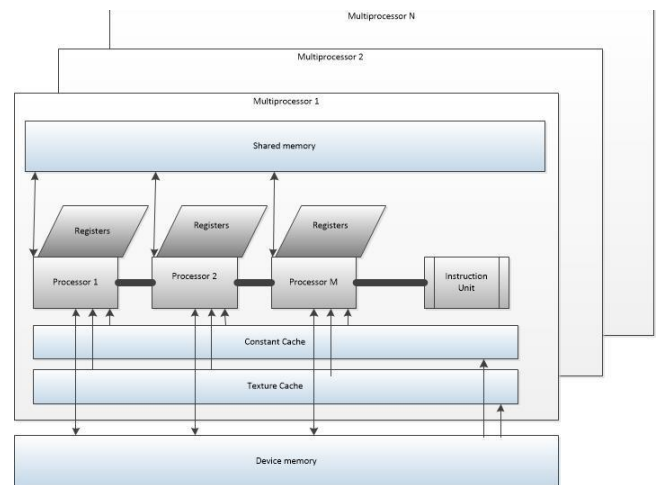 Multiprocessor N
Multiprocessor 2
Multiprocessor 1
Shared memory
Registers
Registers
Registers
Processor 1
Processor 2
Processor M
Instruction
Unit
Constant Cache
Texture Cache
Device memory